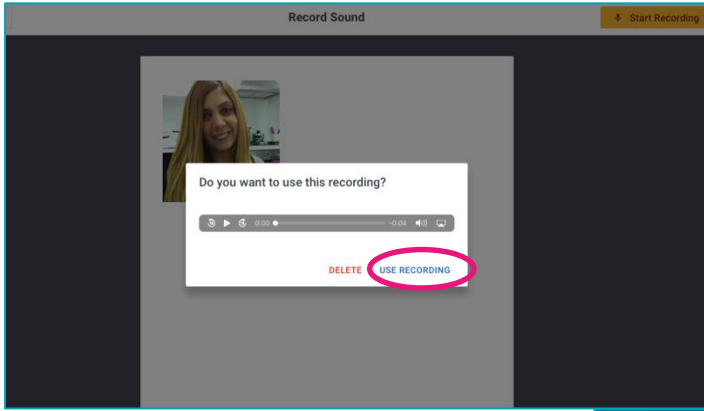 Record Sound
Start Recording
Do you want to use this recording?
0:00
-0:04
DELETE
USE RECORDING